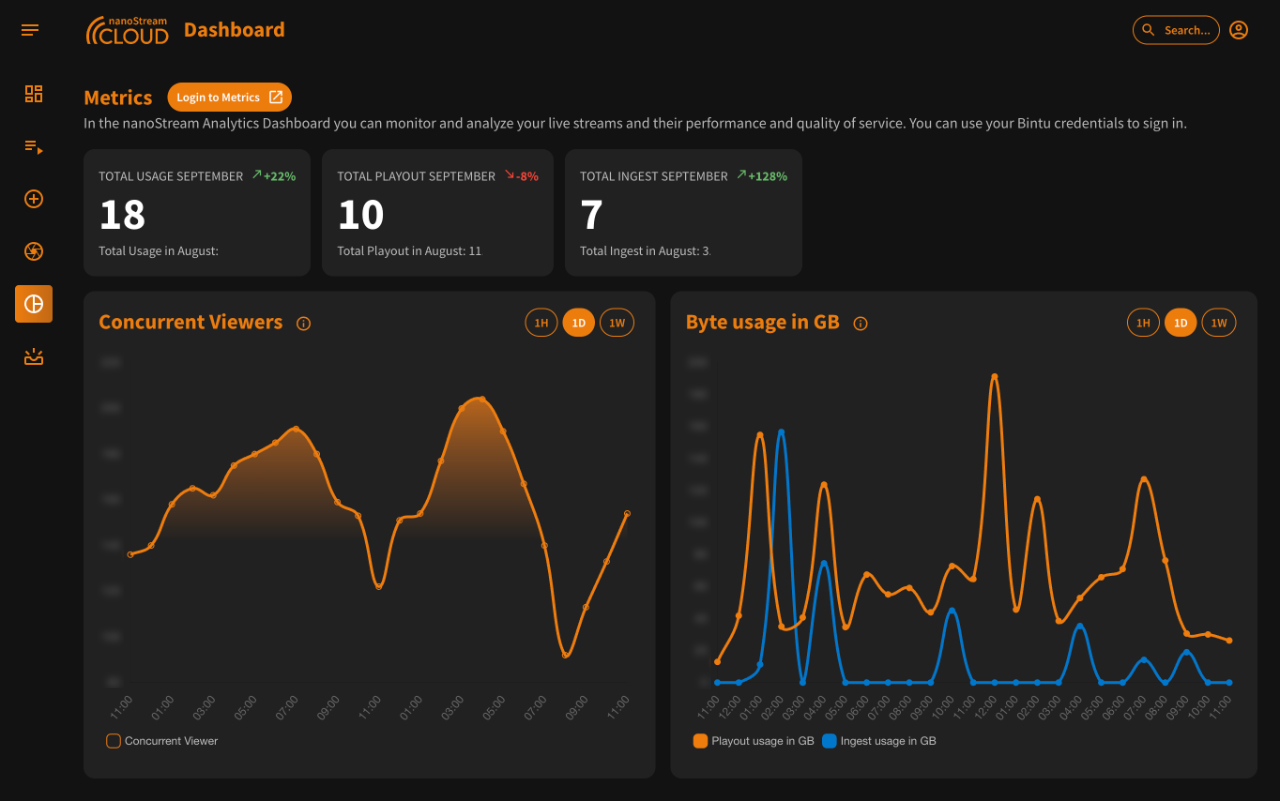 nanoStream
CLOUD
Dashboard
Search...
Metrics
Login to Metrics
In the nanoStream Analytics Dashboard you can monitor and analyze your live streams and their performance and quality of service. You can use your Bintu credentials to sign in.
TOTAL USAGE SEPTEMBER +22%
18
Total Usage in August:
TOTAL PLAYOUT SEPTEMBER -8%
10
Total Playout in August: 11
TOTAL INGEST SEPTEMBER +128%
7
Total Ingest in August: 3
Concurrent Viewers
1H 1D 1W
11:00 01:00 03:00 05:00 07:00 09:00 11:00 01:00 03:00 05:00 07:00 09:00 11:00
Concurrent Viewer
Byte usage in GB
1H 1D 1W
11:00 12:00 01:00 02:00 03:00 04:00 05:00 06:00 07:00 08:00 09:00 10:00 11:00 12:00 01:00 02:00 03:00 04:00 05:00 06:00 07:00 08:00 09:00 10:00 11:00
Playout usage in GB Ingest usage in GB